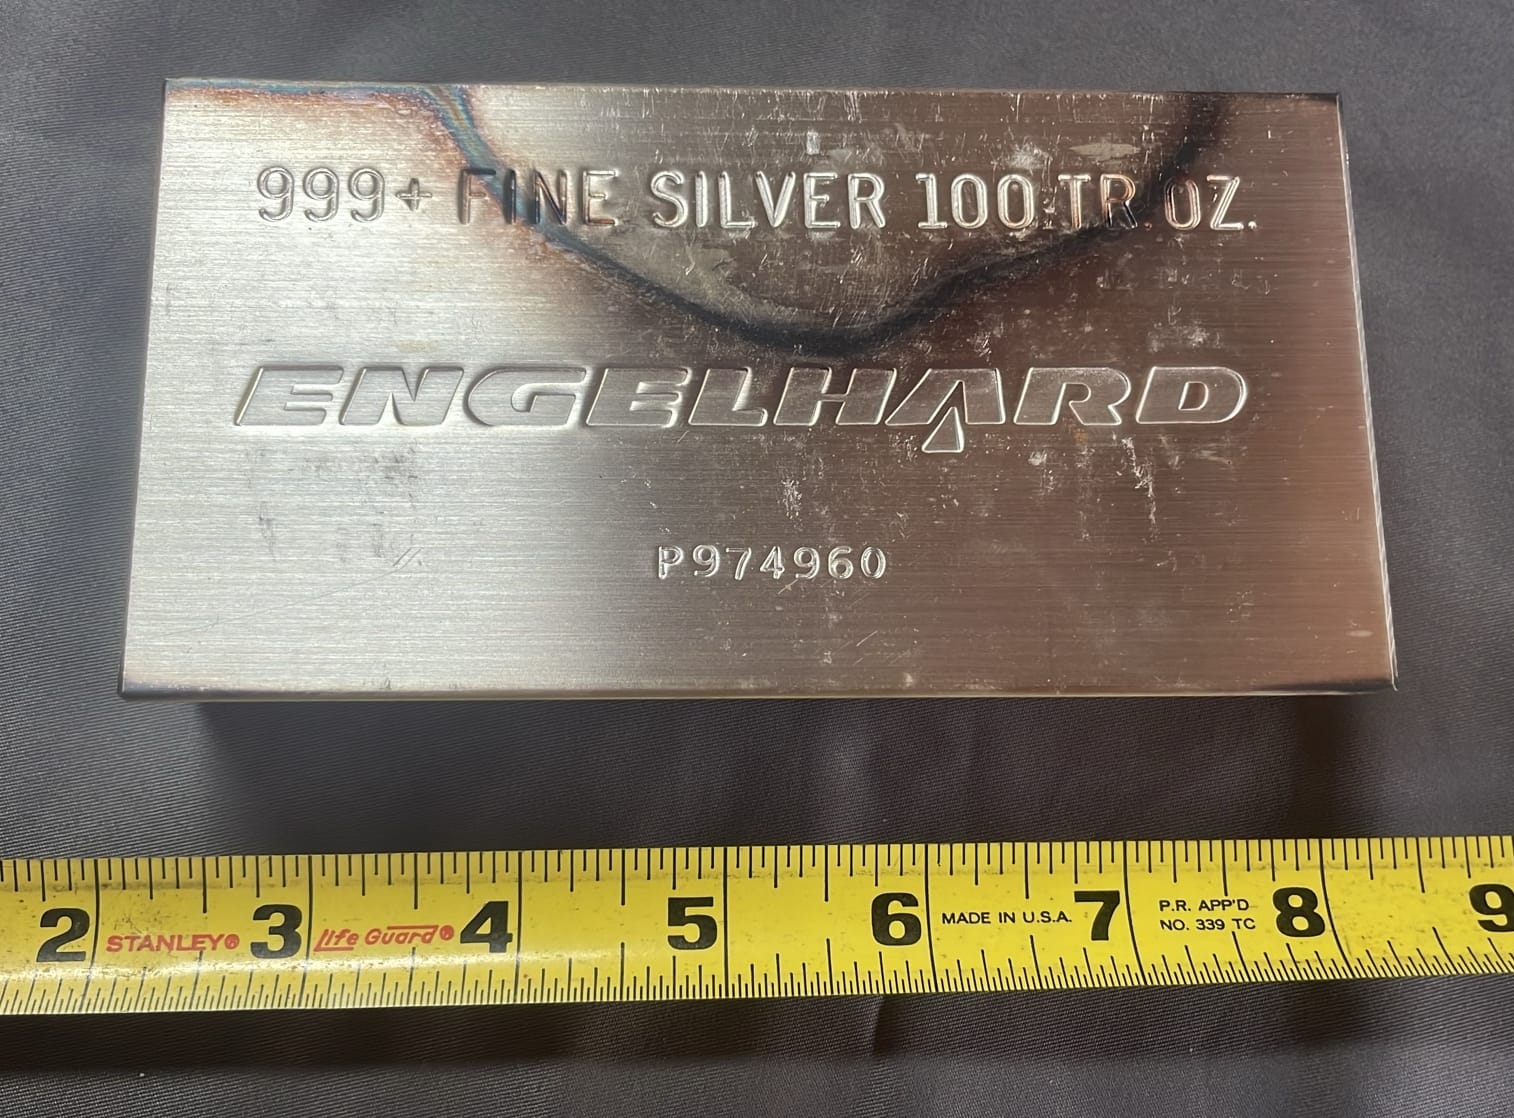 999+ FINE SILVER 100 TR. OZ.
ENGELHARD
P974960
2 STANLEY® 3 Life Guard® 4 5 6 MADE IN U.S.A. 7 P.R. APP'D 8 9
NO. 339 TC